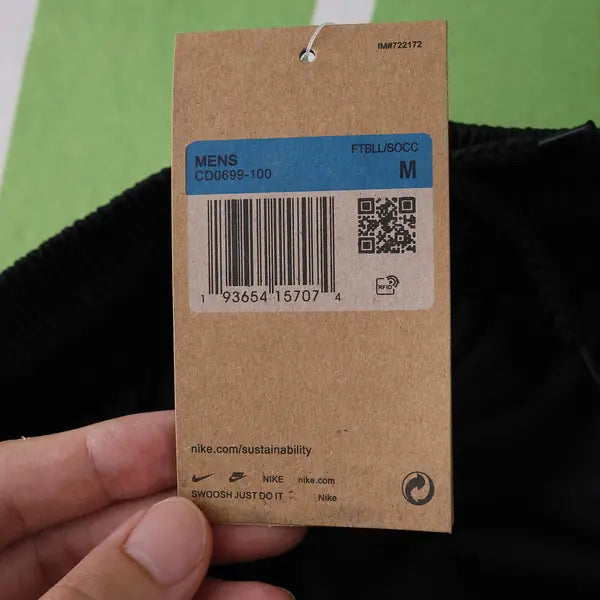 IM#722172
MENS FTBLL/SOCC
CD0699-100 M
1 93654 15707 4
RFID
nike.com/sustainability
NIKE nike.com
SWOOSH JUST DO IT Nike